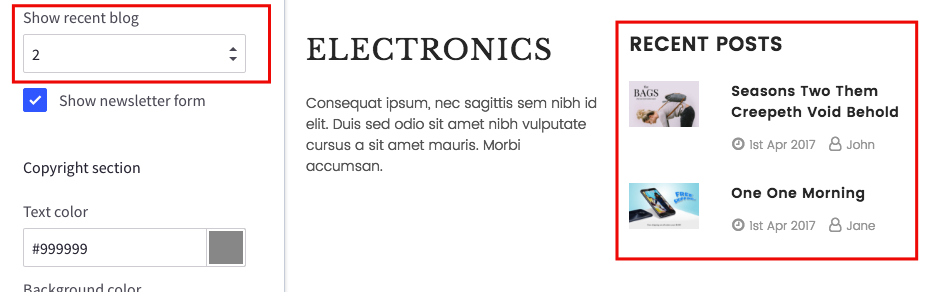 Show recent blog
2
Show newsletter form
Copyright section
Text color
#999999
Background color
ELECTRONICS
Consequat ipsum, nec sagittis sem nibh id
elit. Duis sed odio sit amet nibh vulputate
cursus a sit amet mauris. Morbi
accumsan.
RECENT POSTS
BAGS
Seasons Two Them
Creepeth Void Behold
1st Apr 2017 John
FREE
One One Morning
1st Apr 2017 Jane